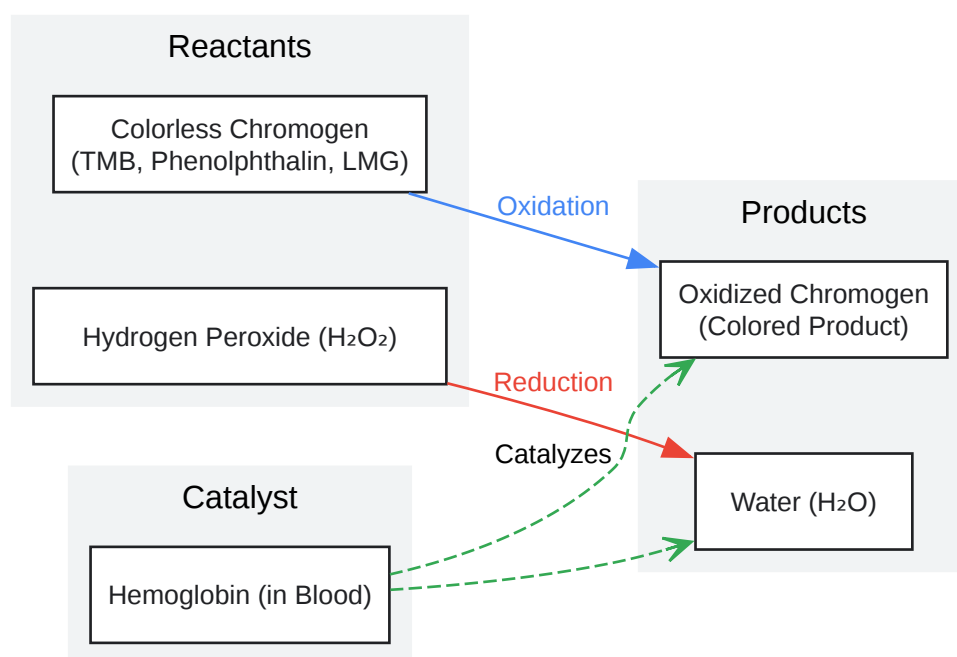 Reactants
Colorless Chromogen
(TMB, Phenolphthalin, LMG)
Hydrogen Peroxide (H₂O₂)
Oxidation
Reduction
Catalyzes
Products
Oxidized Chromogen
(Colored Product)
Water (H₂O)
Catalyst
Hemoglobin (in Blood)